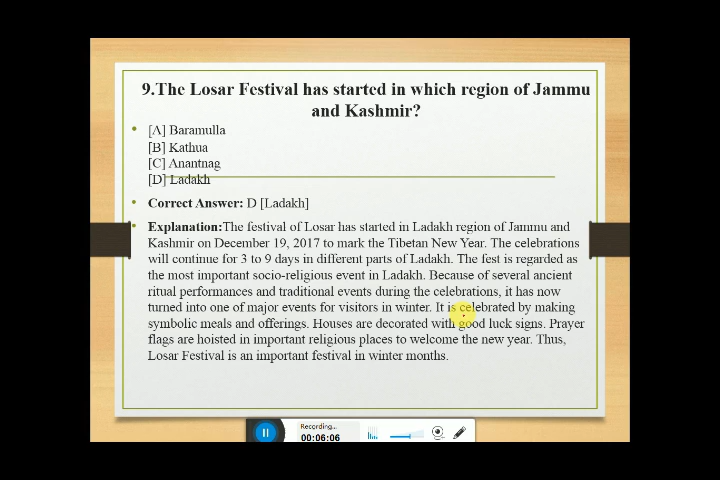 9.The Losar Festival has started in which region of Jammu
and Kashmir?
[A] Baramulla
[B] Kathua
[C] Anantnag
[D] Ladakh
Correct Answer: D [Ladakh]
Explanation:The festival of Losar has started in Ladakh region of Jammu and
Kashmir on December 19, 2017 to mark the Tibetan New Year. The celebrations
will continue for 3 to 9 days in different parts of Ladakh. The fest is regarded as
the most important socio-religious event in Ladakh. Because of several ancient
ritual performances and traditional events during the celebrations, it has now
turned into one of major events for visitors in winter. It is celebrated by making
symbolic meals and offerings. Houses are decorated with good luck signs. Prayer
flags are hoisted in important religious places to welcome the new year. Thus,
Losar Festival is an important festival in winter months.
Recording...
00:06:06